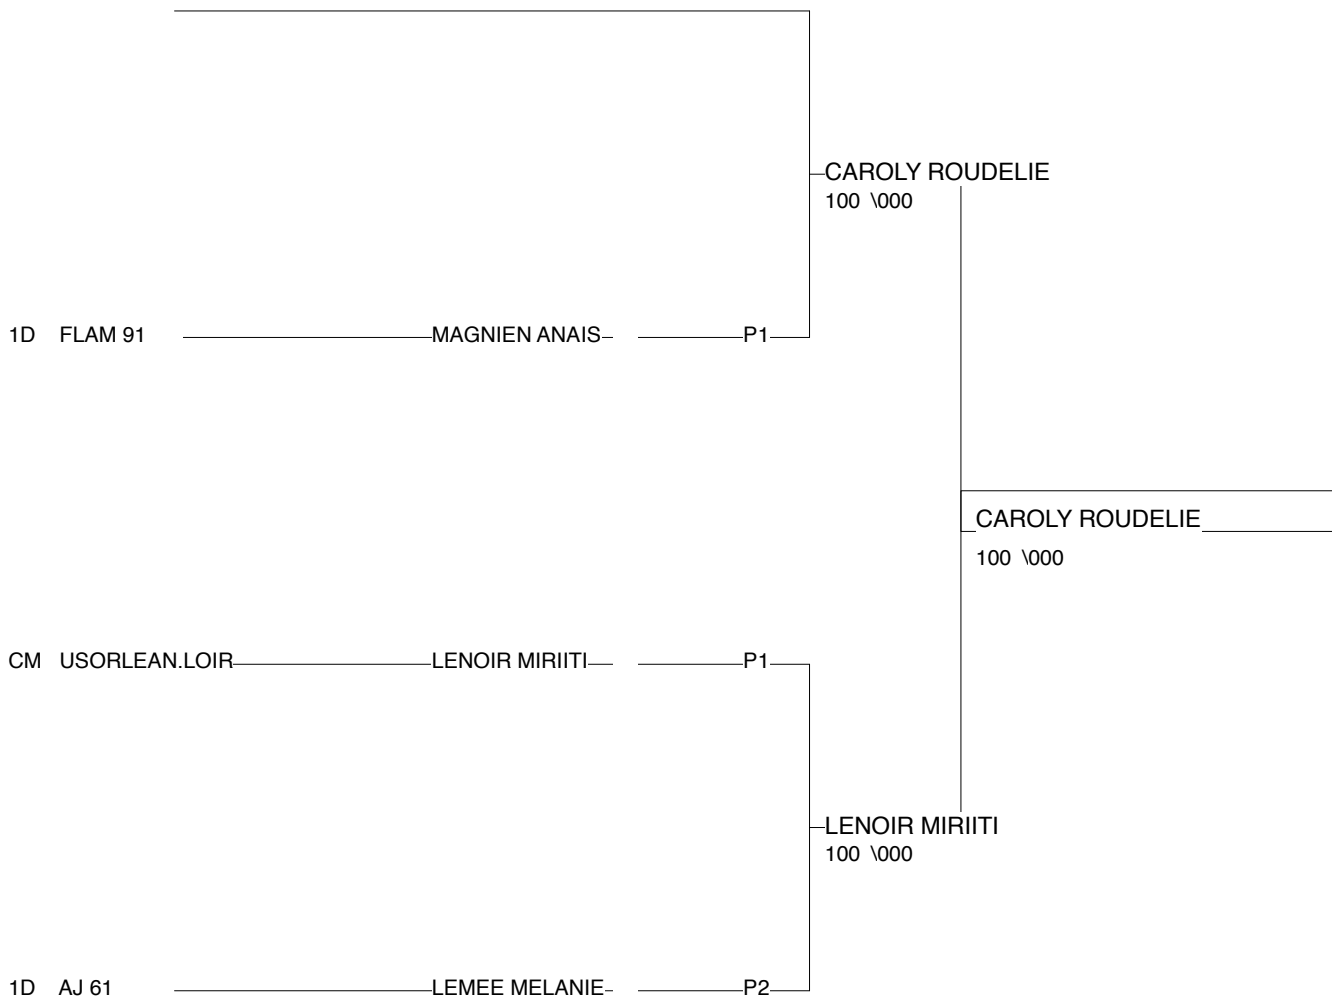 CAROLY ROUDELIE
100 \000
1D FLAM 91 MAGNIEN ANAIS P1
CAROLY ROUDELIE
100 \000
CM USORLEAN.LOIR LENOIR MIRIITI P1
LENOIR MIRIITI
100 \000
1D AJ 61 LEMEE MELANIE P2